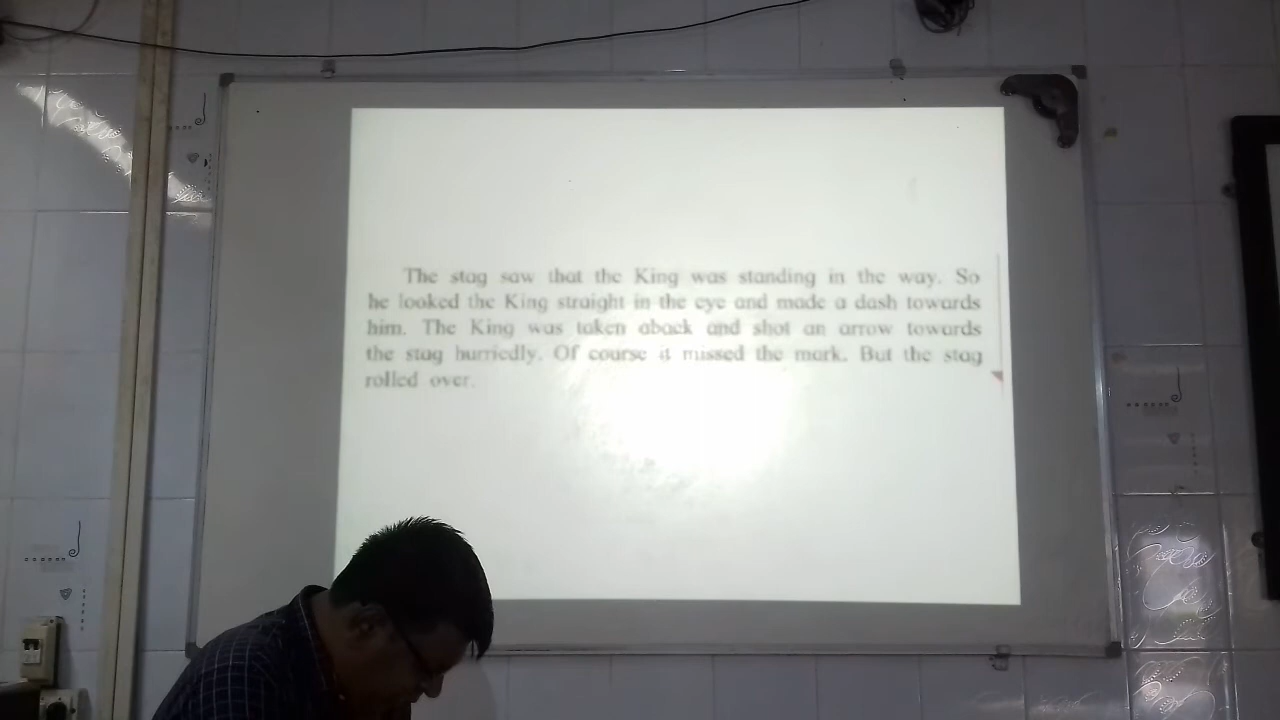 The stag saw that the King was standing in the way. So
he looked the King straight in the eye and made a dash towards
him. The King was taken aback and shot an arrow towards
the stag hurriedly. Of course it missed the mark. But the stag
rolled over.